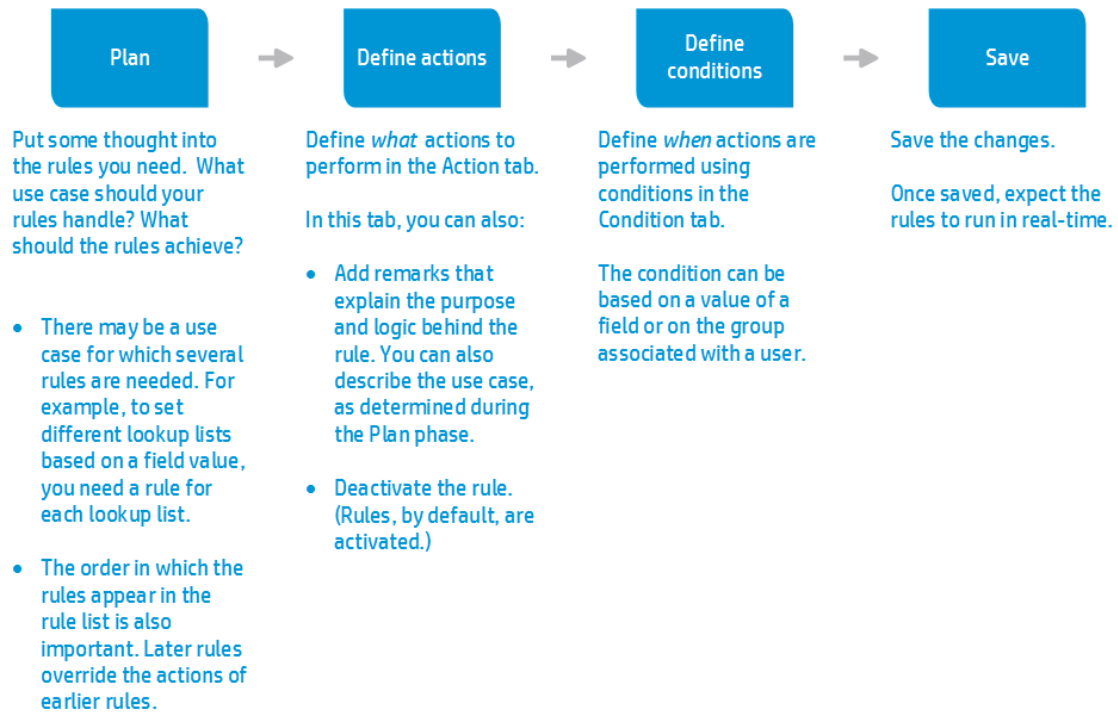 Plan
Define actions
Define
conditions
Save
Put some thought into
the rules you need.  What
use case should your
rules handle? What
should the rules achieve?
• There may be a use
case for which several
rules are needed. For
example, to set
different lookup lists
based on a field value,
you need a rule for
each lookup list.
• The order in which the
rules appear in the
rule list is also
important. Later rules
override the actions of
earlier rules.
Define what actions to
perform in the Action tab.
In this tab, you can also:
• Add remarks that
explain the purpose
and logic behind the
rule. You can also
describe the use case,
as determined during
the Plan phase.
• Deactivate the rule.
(Rules, by default, are
activated.)
Define when actions are
performed using
conditions in the
Condition tab.
The condition can be
based on a value of a
field or on the group
associated with a user.
Save the changes.
Once saved, expect the
rules to run in real-time.